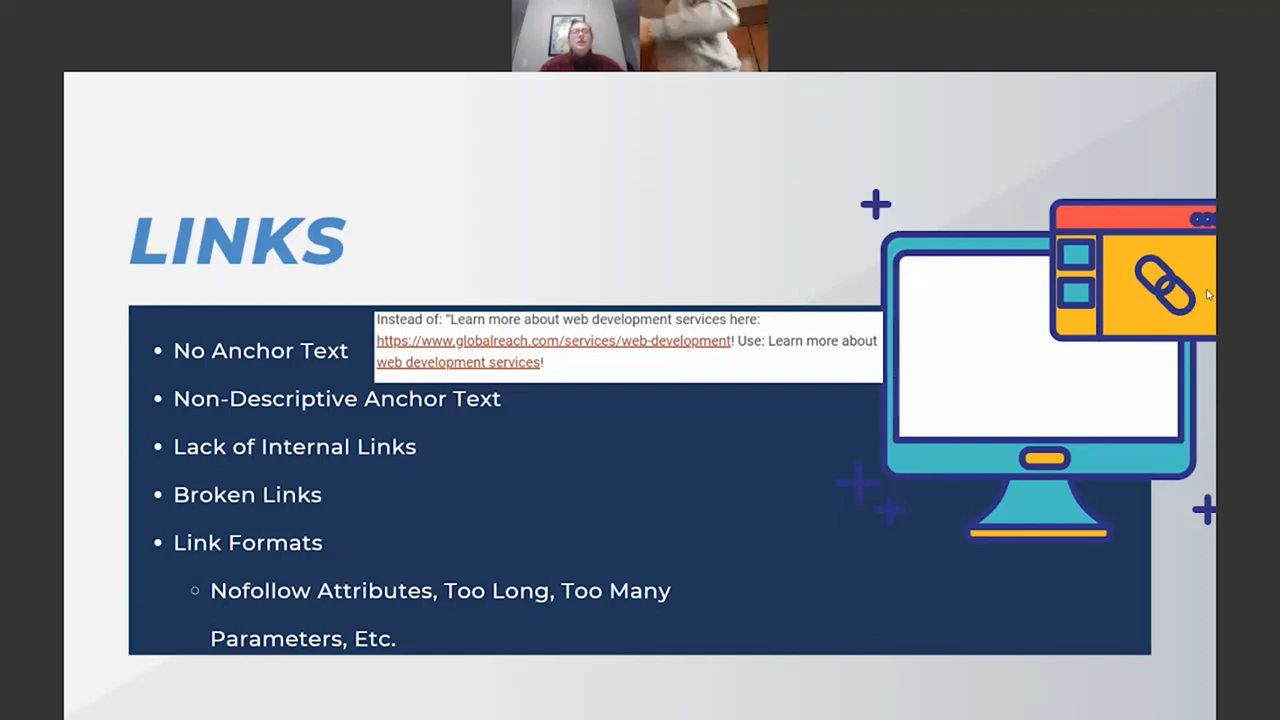 LINKS
Instead of: "Learn more about web development services here:
https://www.globalreach.com/services/web-development! Use: Learn more about
web development services!
• No Anchor Text
• Non-Descriptive Anchor Text
• Lack of Internal Links
• Broken Links
• Link Formats
○ Nofollow Attributes, Too Long, Too Many
Parameters, Etc.